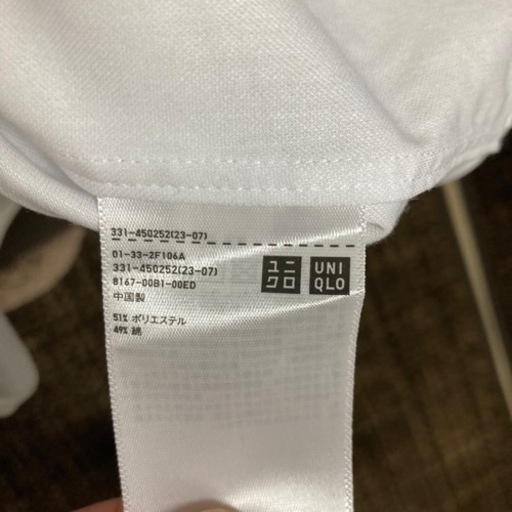 331-450252(23-07)
01-33-2F106A
331-450252(23-07)
8167-00B1-00ED
中国製
51% ポリエステル
49% 綿
ユニ
クロ
UNI
QLO